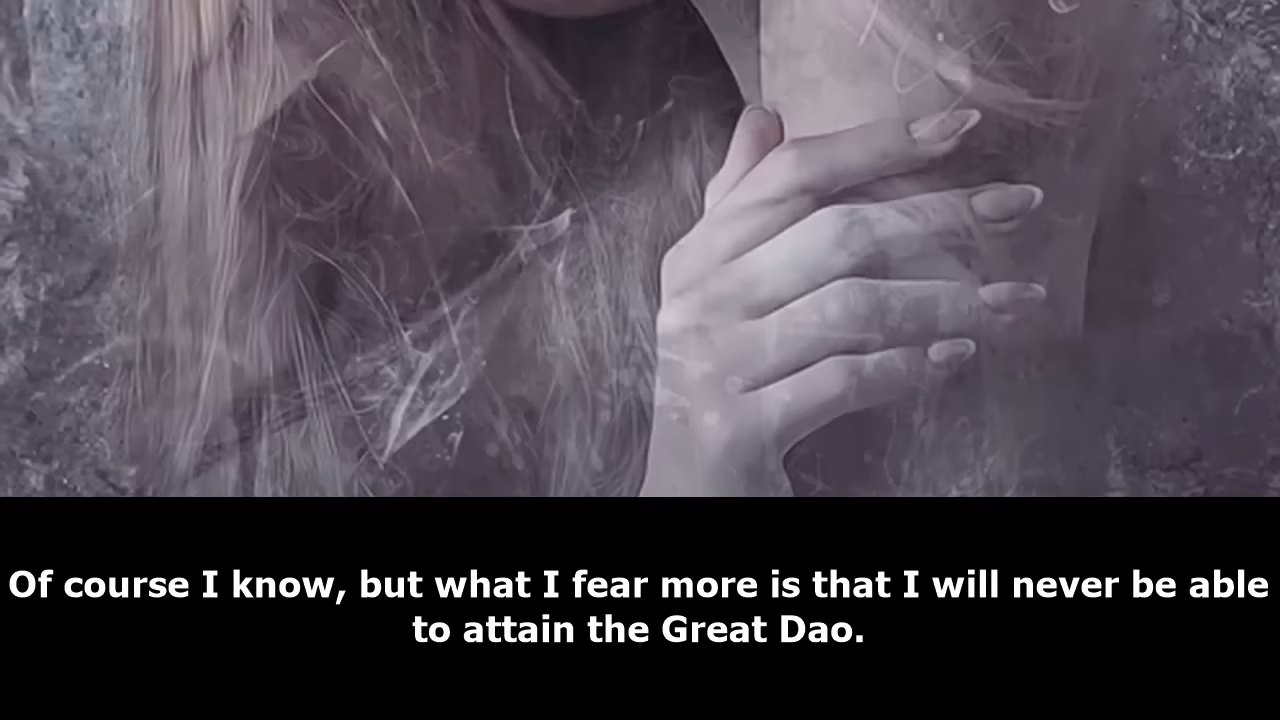 Of course I know, but what I fear more is that I will never be able
to attain the Great Dao.